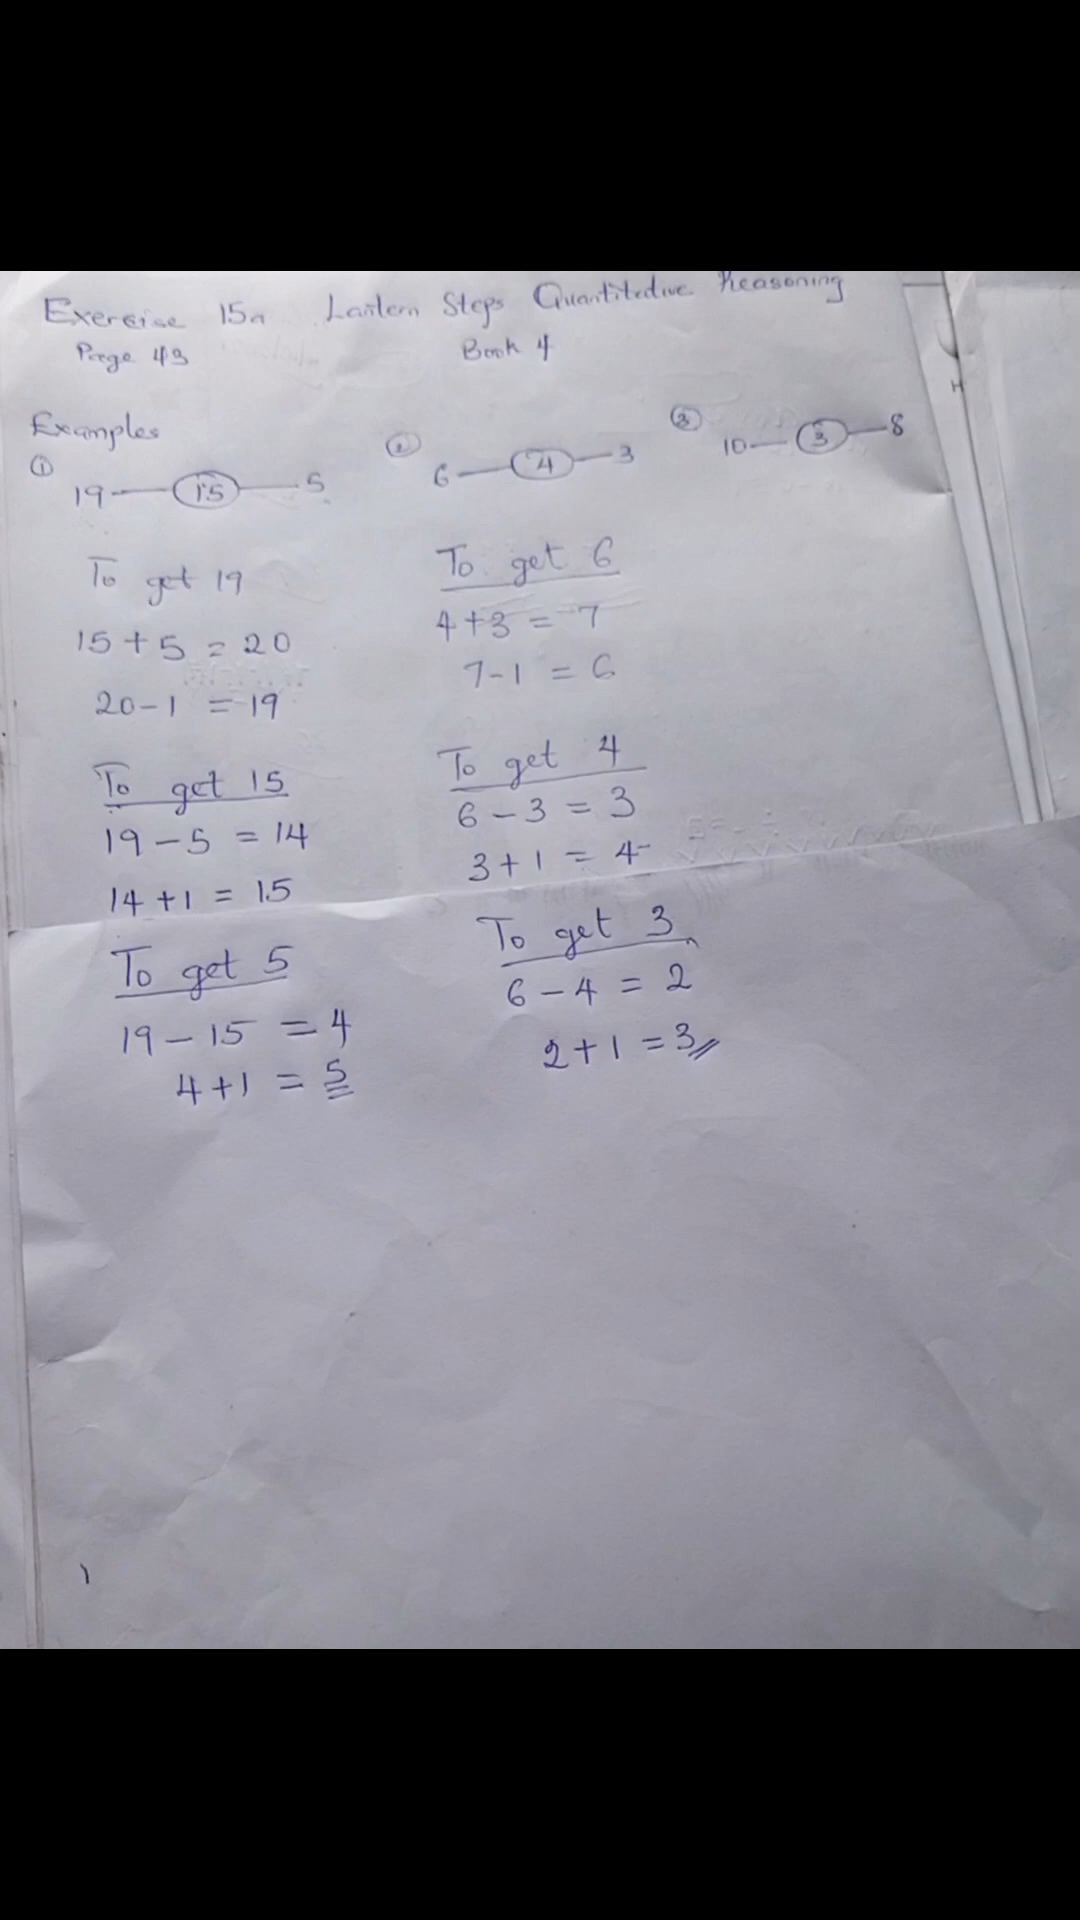 Exercise 15a Lantern Steps Quantitative Reasoning
Page 43 Book 4
Examples
① 19 — 15 — 5
② 6 — 4 — 3
③ 10 — 3 — 8
To get 19
15 + 5 = 20
20 - 1 = 19
To get 15
19 - 5 = 14
14 + 1 = 15
To get 5
19 - 15 = 4
4 + 1 = 5
To get 6
4 + 3 = 7
7 - 1 = 6
To get 4
6 - 3 = 3
3 + 1 = 4
To get 3
6 - 4 = 2
2 + 1 = 3